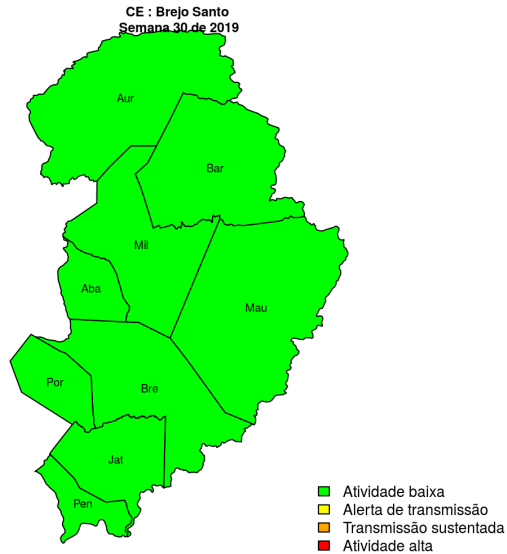 CE : Brejo Santo
Semana 30 de 2019
Aur
Bar
Mil
Aba
Mau
Por
Bre
Jat
Pen
Atividade baixa
Alerta de transmissão
Transmissão sustentada
Atividade alta